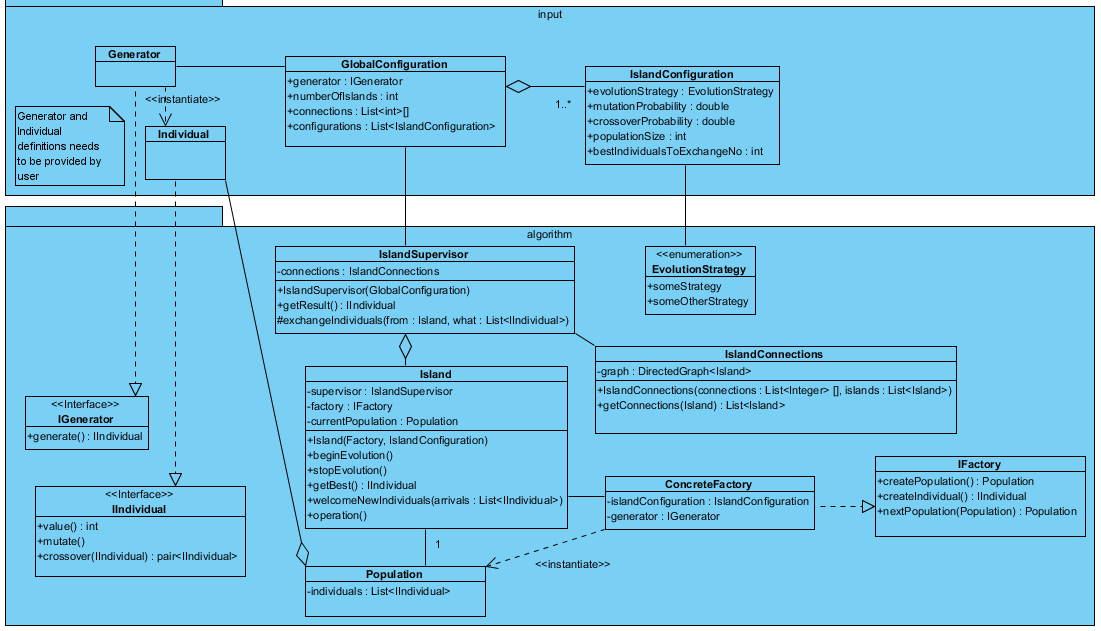 input
Generator
<<instantiate>>
Generator and
Individual
definitions needs
to be provided by
user
Individual
GlobalConfiguration
+generator : IGenerator
+numberOfIslands : int
+connections : List<int>[]
+configurations : List<IslandConfiguration>
1..*
IslandConfiguration
+evolutionStrategy : EvolutionStrategy
+mutationProbability : double
+crossoverProbability : double
+populationSize : int
+bestIndividualsToExchangeNo : int
algorithm
IslandSupervisor
-connections : IslandConnections
+IslandSupervisor(GlobalConfiguration)
+getResult() : IIndividual
#exchangeIndividuals(from : Island, what : List<IIndividual>)
<<enumeration>>
EvolutionStrategy
+someStrategy
+someOtherStrategy
IslandConnections
-graph : DirectedGraph<Island>
+IslandConnections(connections : List<Integer> [], islands : List<Island>)
+getConnections(Island) : List<Island>
Island
-supervisor : IslandSupervisor
-factory : IFactory
-currentPopulation : Population
+Island(Factory, IslandConfiguration)
+beginEvolution()
+stopEvolution()
+getBest() : IIndividual
+welcomeNewIndividuals(arrivals : List<IIndividual>)
+operation()
<<Interface>>
IGenerator
+generate() : IIndividual
<<Interface>>
IIndividual
+value() : int
+mutate()
+crossover(IIndividual) : pair<IIndividual>
ConcreteFactory
-islandConfiguration : IslandConfiguration
-generator : IGenerator
IFactory
+createPopulation() : Population
+createIndividual() : IIndividual
+nextPopulation(Population) : Population
1
<<instantiate>>
Population
-individuals : List<IIndividual>